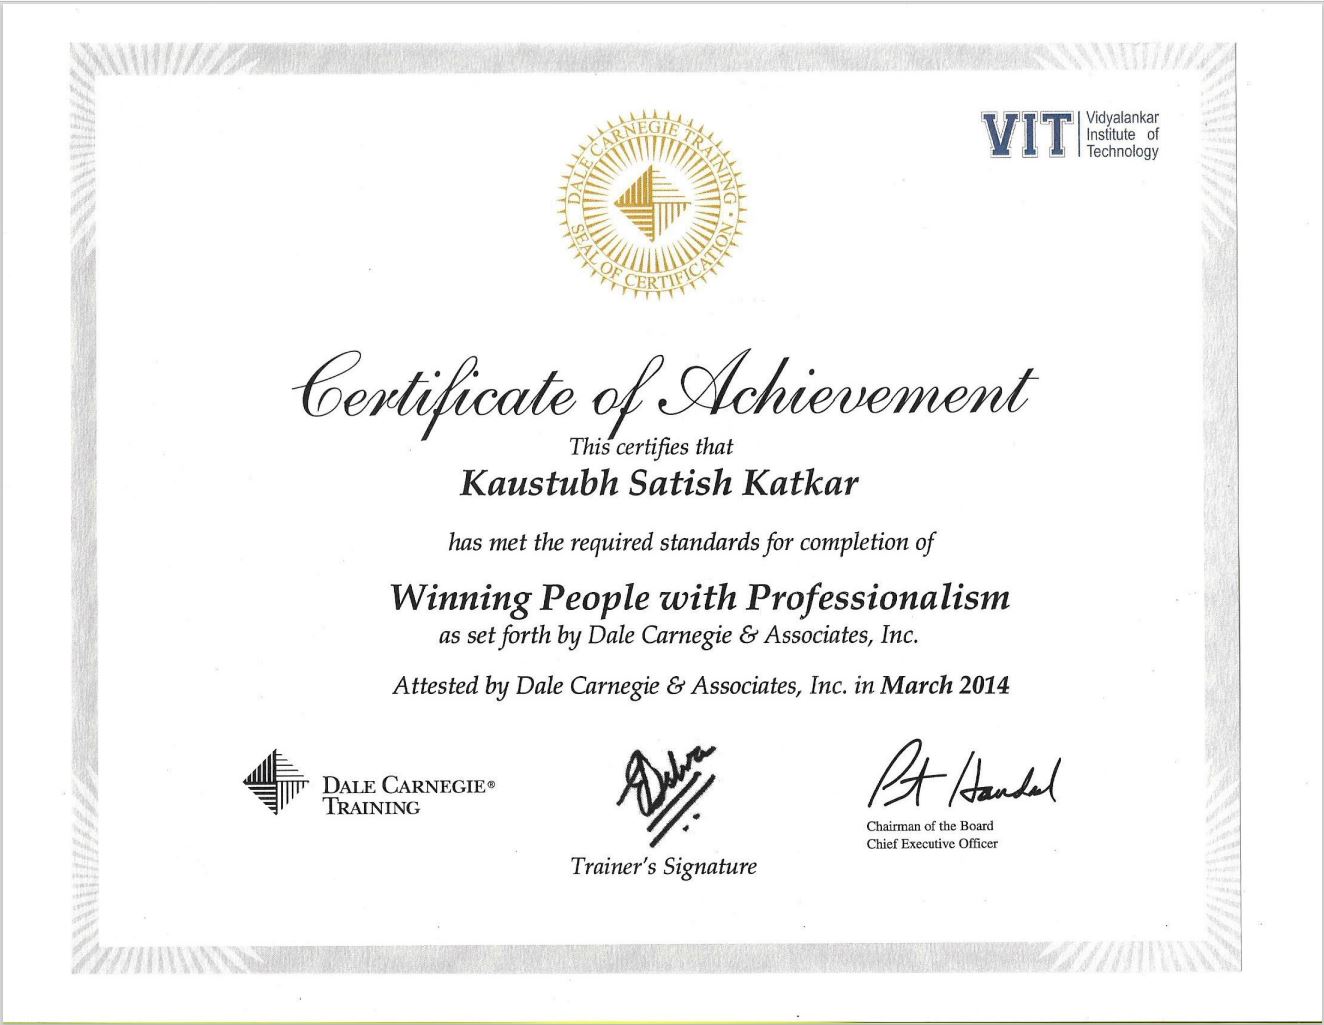 DALE CARNEGIE TRAINING • SEAL OF CERTIFICATION •
VIT
Vidyalankar
Institute of
Technology
Certificate of Achievement
This certifies that
Kaustubh Satish Katkar
has met the required standards for completion of
Winning People with Professionalism
as set forth by Dale Carnegie & Associates, Inc.
Attested by Dale Carnegie & Associates, Inc. in March 2014
DALE CARNEGIE®
TRAINING
Trainer's Signature
Chairman of the Board
Chief Executive Officer